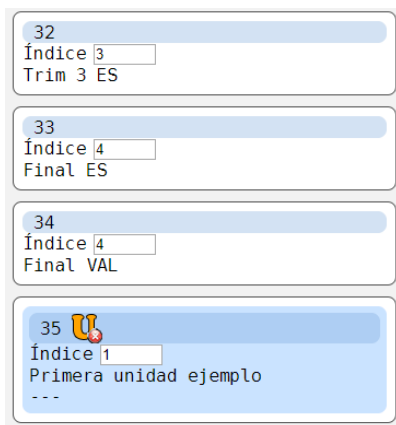 32
Índice 3
Trim 3 ES
33
Índice 4
Final ES
34
Índice 4
Final VAL
35
Índice 1
Primera unidad ejemplo
---